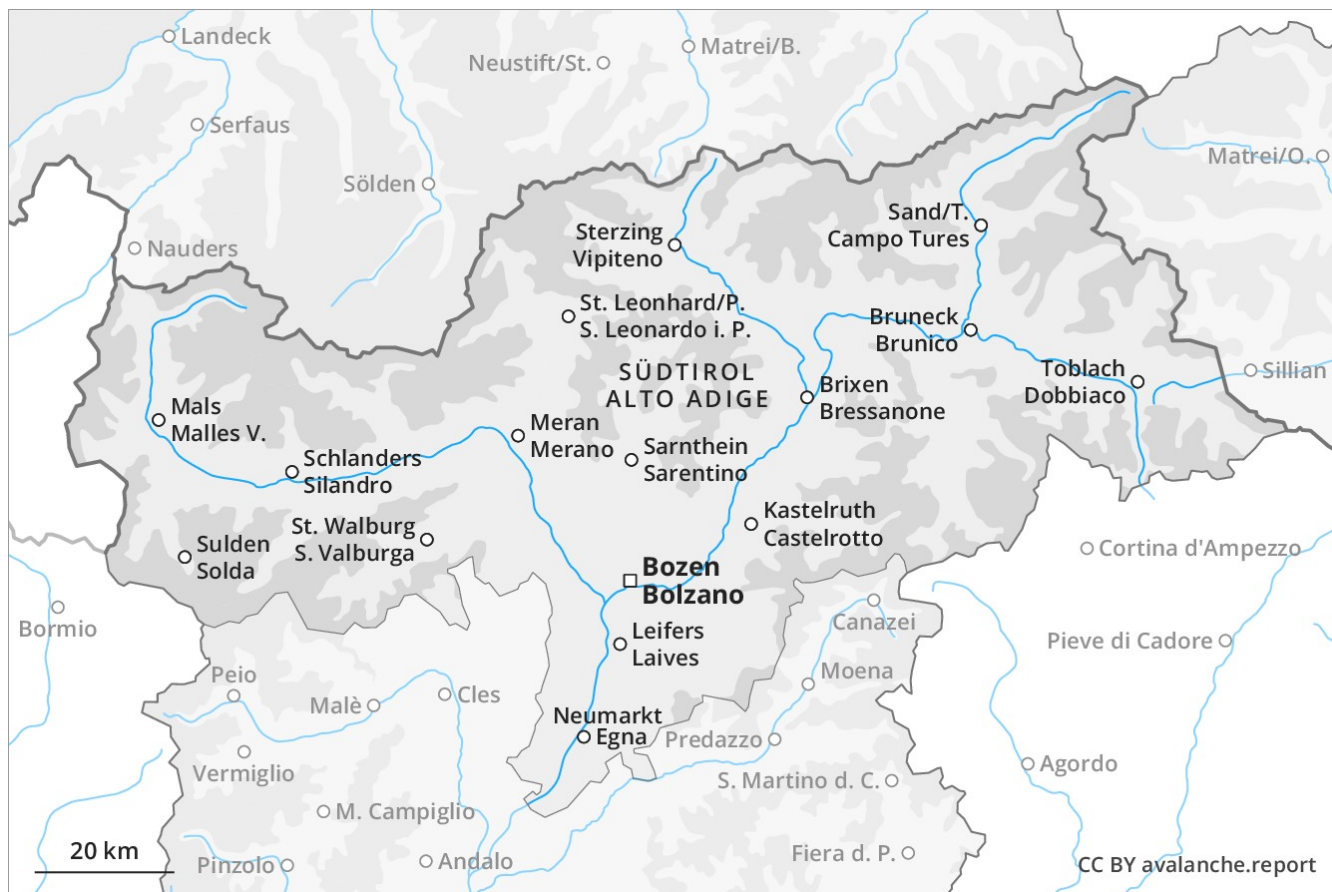 Landeck
Matrei/B.
Neustift/St.
Serfaus
Matrei/O.
Sölden
Sand/T.
Campo Tures
Sterzing
Vipiteno
Nauders
St. Leonhard/P.
S. Leonardo i. P.
Bruneck
Brunico
SÜDTIROL
ALTO ADIGE
Toblach
Dobbiaco
Sillian
Brixen
Bressanone
Mals
Malles V.
Meran
Merano
Sarnthein
Sarentino
Schlanders
Silandro
Kastelruth
Castelrotto
St. Walburg
S. Valburga
Sulden
Solda
Cortina d'Ampezzo
Bozen
Bolzano
Bormio
Canazei
Leifers
Laives
Pieve di Cadore
Peio
Moena
Malè
Cles
Neumarkt
Egna
Predazzo
Vermiglio
Agordo
S. Martino d. C.
M. Campiglio
20 km
Pinzolo
Andalo
Fiera d. P.
CC BY avalanche.report